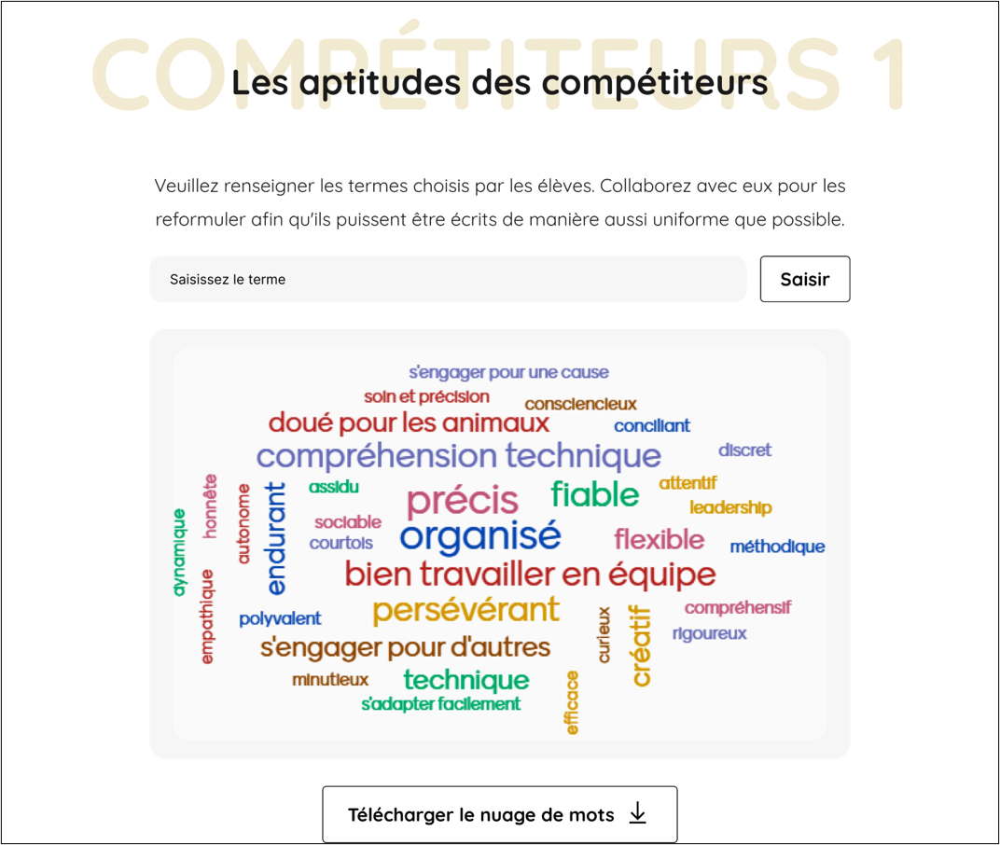 COMPÉTITEURS 1
Les aptitudes des compétiteurs
Veuillez renseigner les termes choisis par les élèves. Collaborez avec eux pour les
reformuler afin qu'ils puissent être écrits de manière aussi uniforme que possible.
Saisissez le terme
Saisir
s'engager pour une cause
soin et précision
consciencieux
doué pour les animaux
conciliant
compréhension technique
discret
honnête
autonome
endurant
assidu
précis
fiable
attentif
leadership
dynamique
sociable
courtois
organisé
flexible
méthodique
bien travailler en équipe
empathique
polyvalent
persévérant
curieux
créatif
compréhensif
rigoureux
s'engager pour d'autres
minutieux
technique
efficace
s'adapter facilement
Télécharger le nuage de mots